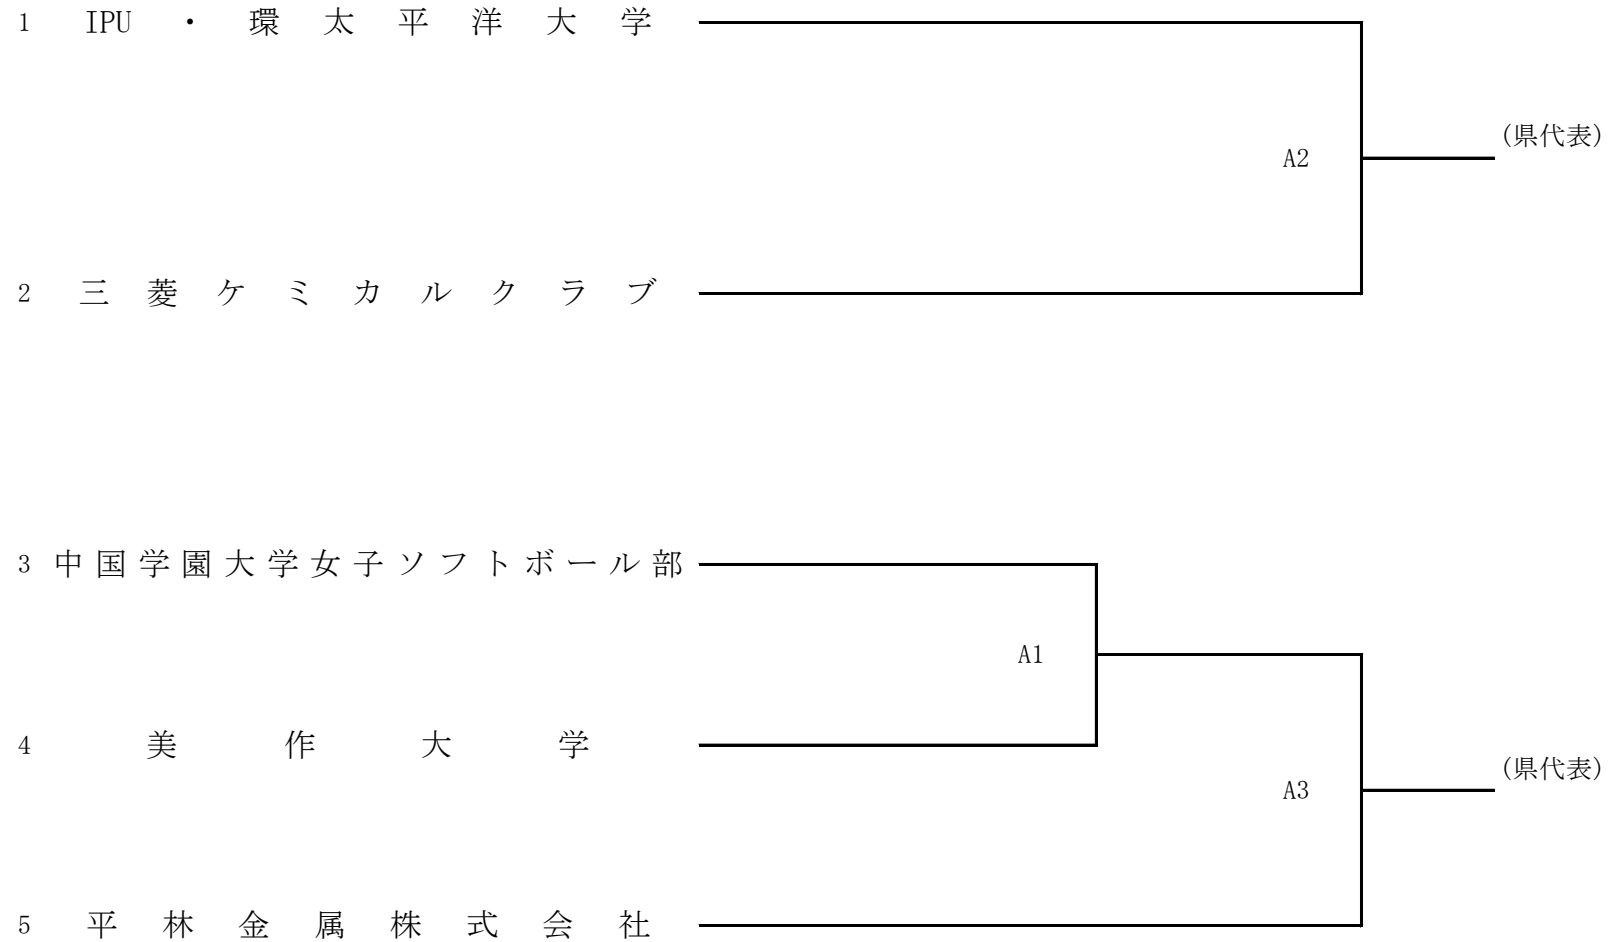 1 IPU・環太平洋大学
(県代表)
A2
2 三菱ケミカルクラブ
3 中国学園大学女子ソフトボール部
A1
4 美作大学
(県代表)
A3
5 平林金属株式会社